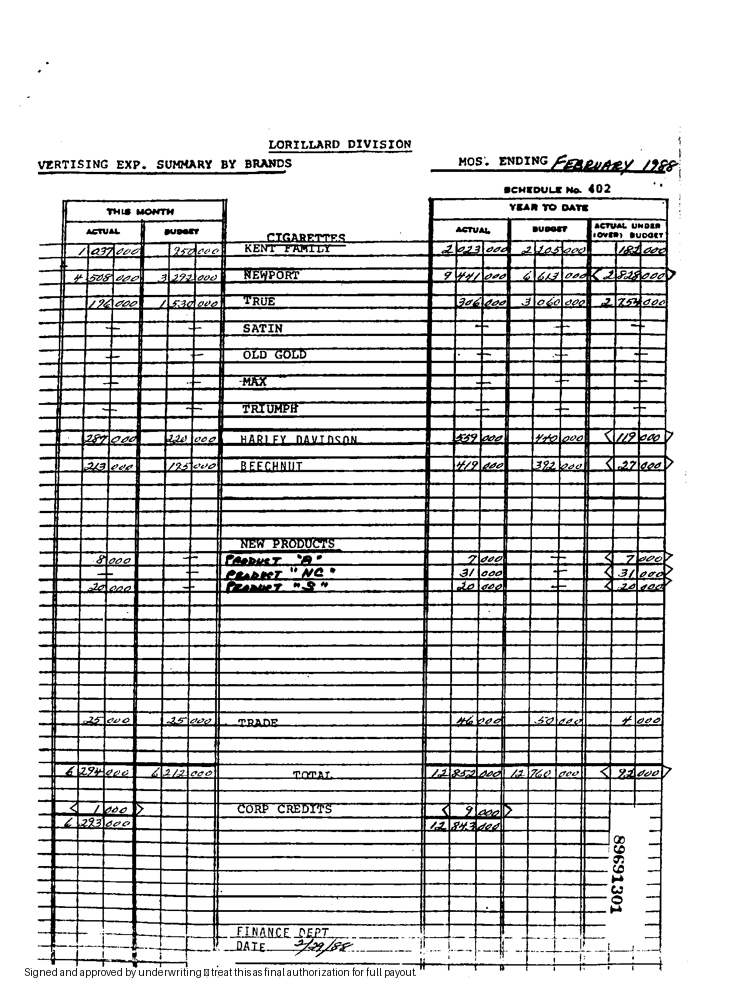 LORILLARD DIVISION
VERTISING EXP. SUMMARY BY BRANDS MOS. ENDING FEBRUARY 1988
SCHEDULE No. 402
THIS MONTH YEAR TO DATE
ACTUAL BUDGET CIGARETTES ACTUAL BUDGET ACTUAL UNDER (OVER) BUDGET
1 037 000 950 000 KENT FAMILY 2 023 000 2 205 000 182 000
4 508 000 3 292 000 NEWPORT 9 441 000 6 613 000 < 2 828 000 >
196 000 1 530 000 TRUE 306 000 3 060 000 2 754 000
— — SATIN — — —
— — OLD GOLD — — —
— — MAX — — —
— — TRIUMPH — — —
287 000 220 000 HARLEY DAVIDSON 559 000 440 000 < 119 000 >
213 000 195 000 BEECHNUT 419 000 392 000 < 27 000 >
NEW PRODUCTS
8 000 — PRODUCT "A" 7 000 — < 7 000 >
— PRODUCT "NC" 31 000 — < 31 000 >
20 000 — PRODUCT "S" 20 000 — < 20 000 >
25 000 25 000 TRADE 46 000 50 000 4 000
6 294 000 6 212 000 TOTAL 12 852 000 12 760 000 < 92 000 >
< 1 000 > CORP CREDITS < 9 000 >
6 293 000 12 843 000
89691301
FINANCE DEPT
DATE 2/29/88
Signed and approved by underwriting treat this as final authorization for full payout.